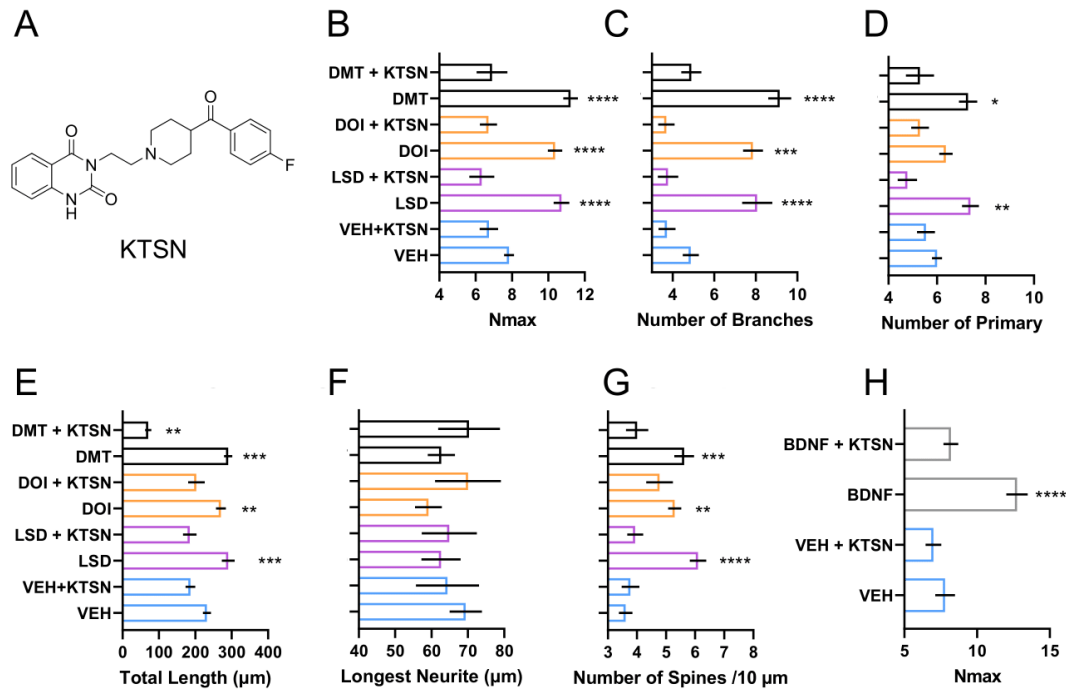 A
B
C
D
O
O
N
N
F
NH
O
KTSN
DMT + KTSN
DMT
DOI + KTSN
DOI
LSD + KTSN
LSD
VEH+KTSN
VEH
****
****
****
4 6 8 10 12
Nmax
****
***
****
4 6 8 10
Number of Branches
*
**
4 6 8 10
Number of Primary
E
F
G
H
DMT + KTSN
DMT
DOI + KTSN
DOI
LSD + KTSN
LSD
VEH+KTSN
VEH
**
***
**
***
0 100 200 300 400
Total Length (µm)
40 50 60 70 80
Longest Neurite (µm)
***
**
****
3 4 5 6 7 8
Number of Spines /10 µm
BDNF + KTSN
BDNF
VEH + KTSN
VEH
****
5 10 15
Nmax